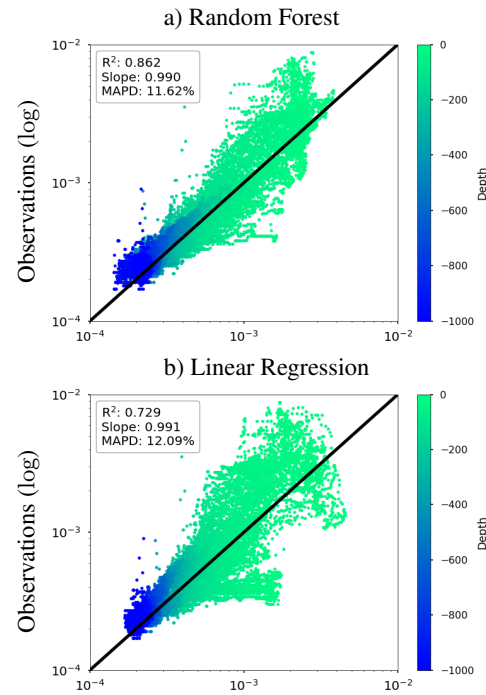 a) Random Forest
10⁻²
R²: 0.862
Slope: 0.990
MAPD: 11.62%
Observations (log)
10⁻³
10⁻⁴
10⁻⁴ 10⁻³ 10⁻²
0
−200
−400
−600
−800
−1000
Depth
b) Linear Regression
10⁻²
R²: 0.729
Slope: 0.991
MAPD: 12.09%
Observations (log)
10⁻³
10⁻⁴
10⁻⁴ 10⁻³ 10⁻²
0
−200
−400
−600
−800
−1000
Depth